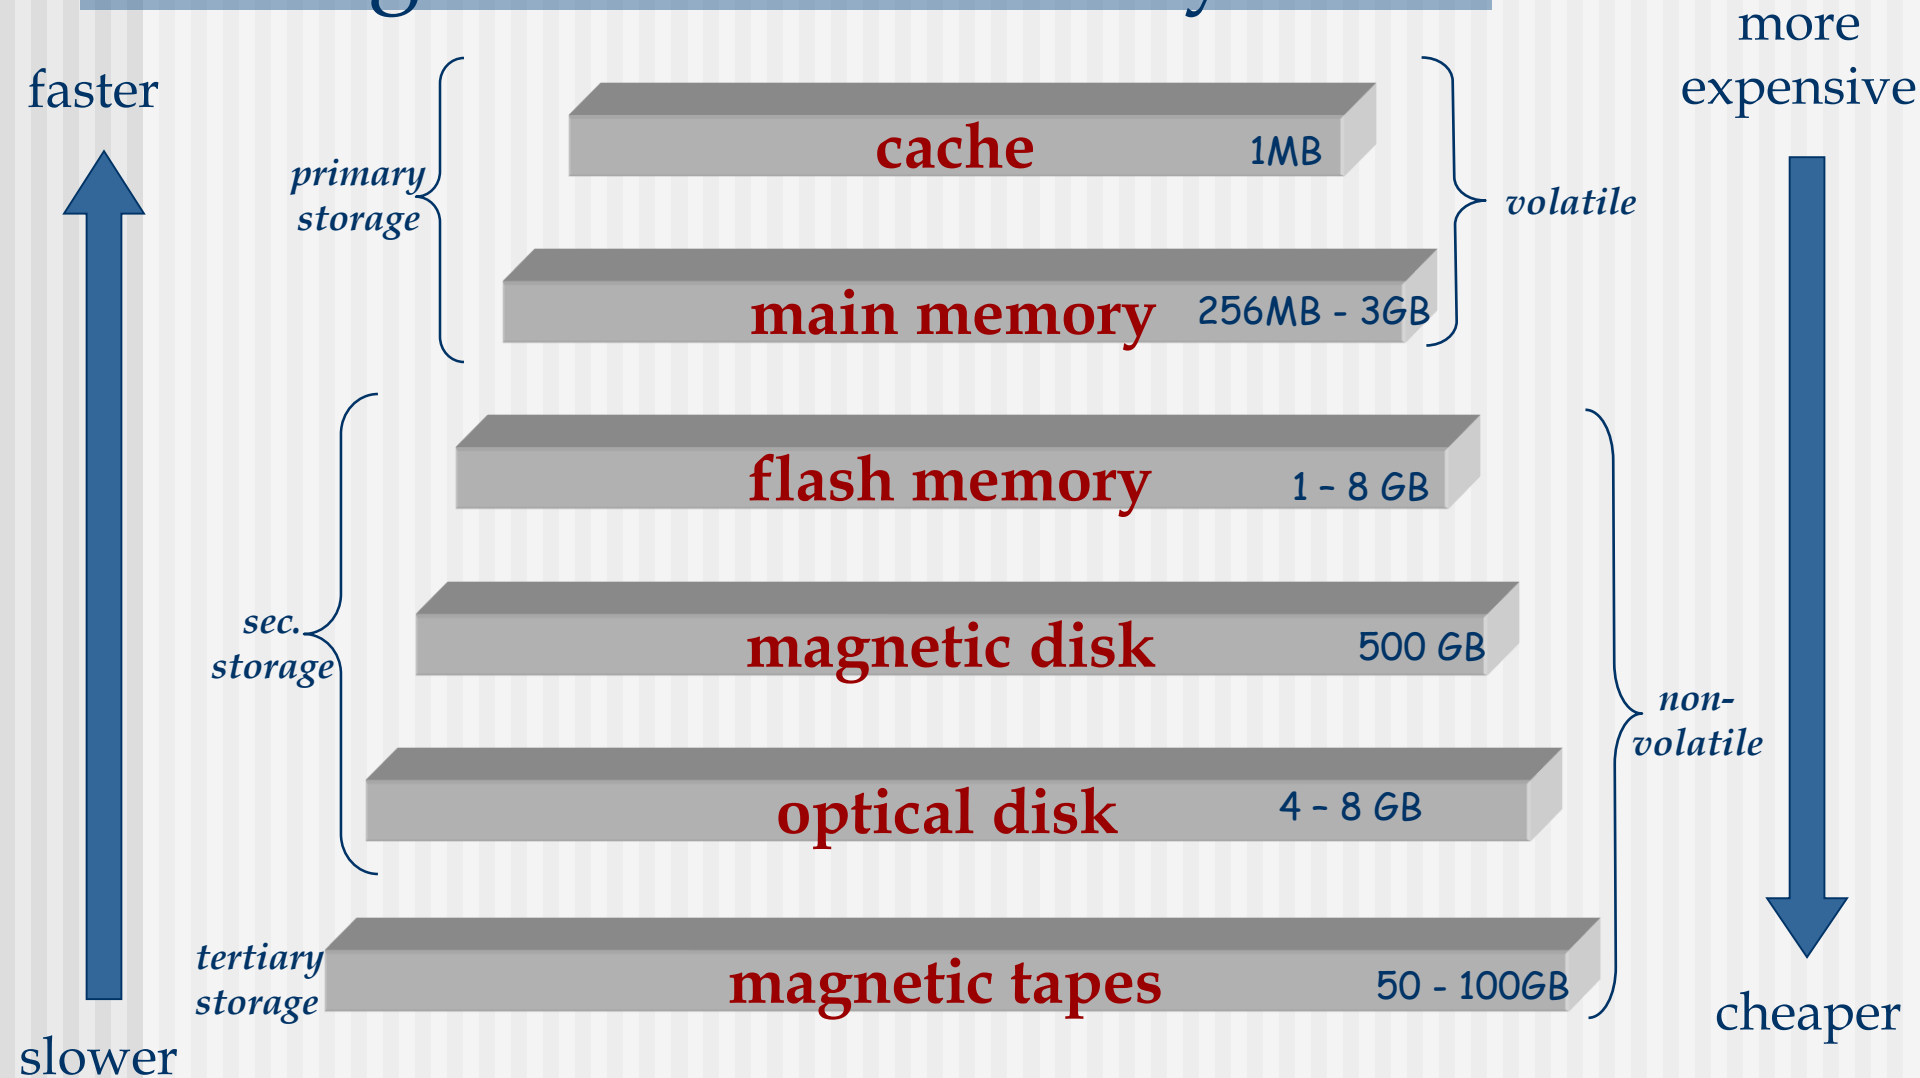 more
expensive
faster
cache 1MB
primary
storage
volatile
main memory 256MB - 3GB
flash memory 1 – 8 GB
sec.
storage
magnetic disk 500 GB
non-
volatile
optical disk 4 – 8 GB
tertiary
storage
magnetic tapes 50 - 100GB
cheaper
slower